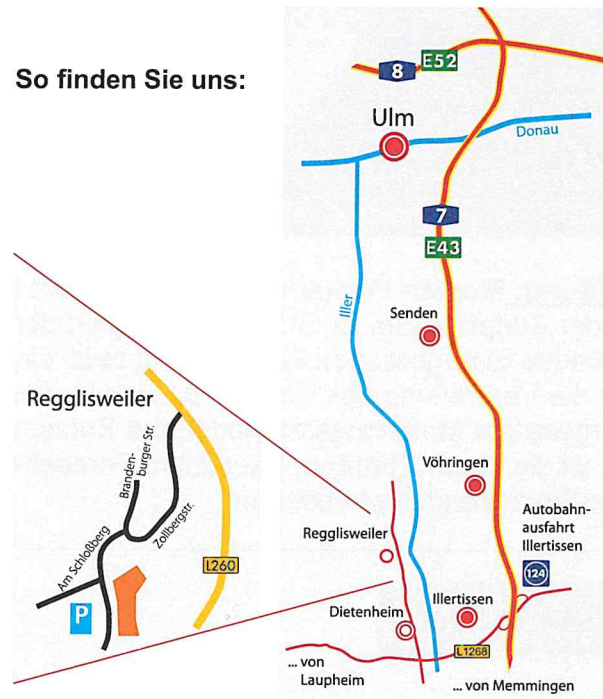 So finden Sie uns:
8
E52
Ulm
Donau
7
E43
Iller
Senden
Vöhringen
Autobahn-
ausfahrt
Illertissen
124
Regglisweiler
Dietenheim
Illertissen
L1268
... von
Laupheim
... von Memmingen
Regglisweiler
Branden-
burger Str.
Zollbergstr.
Am Schloßberg
L260
P